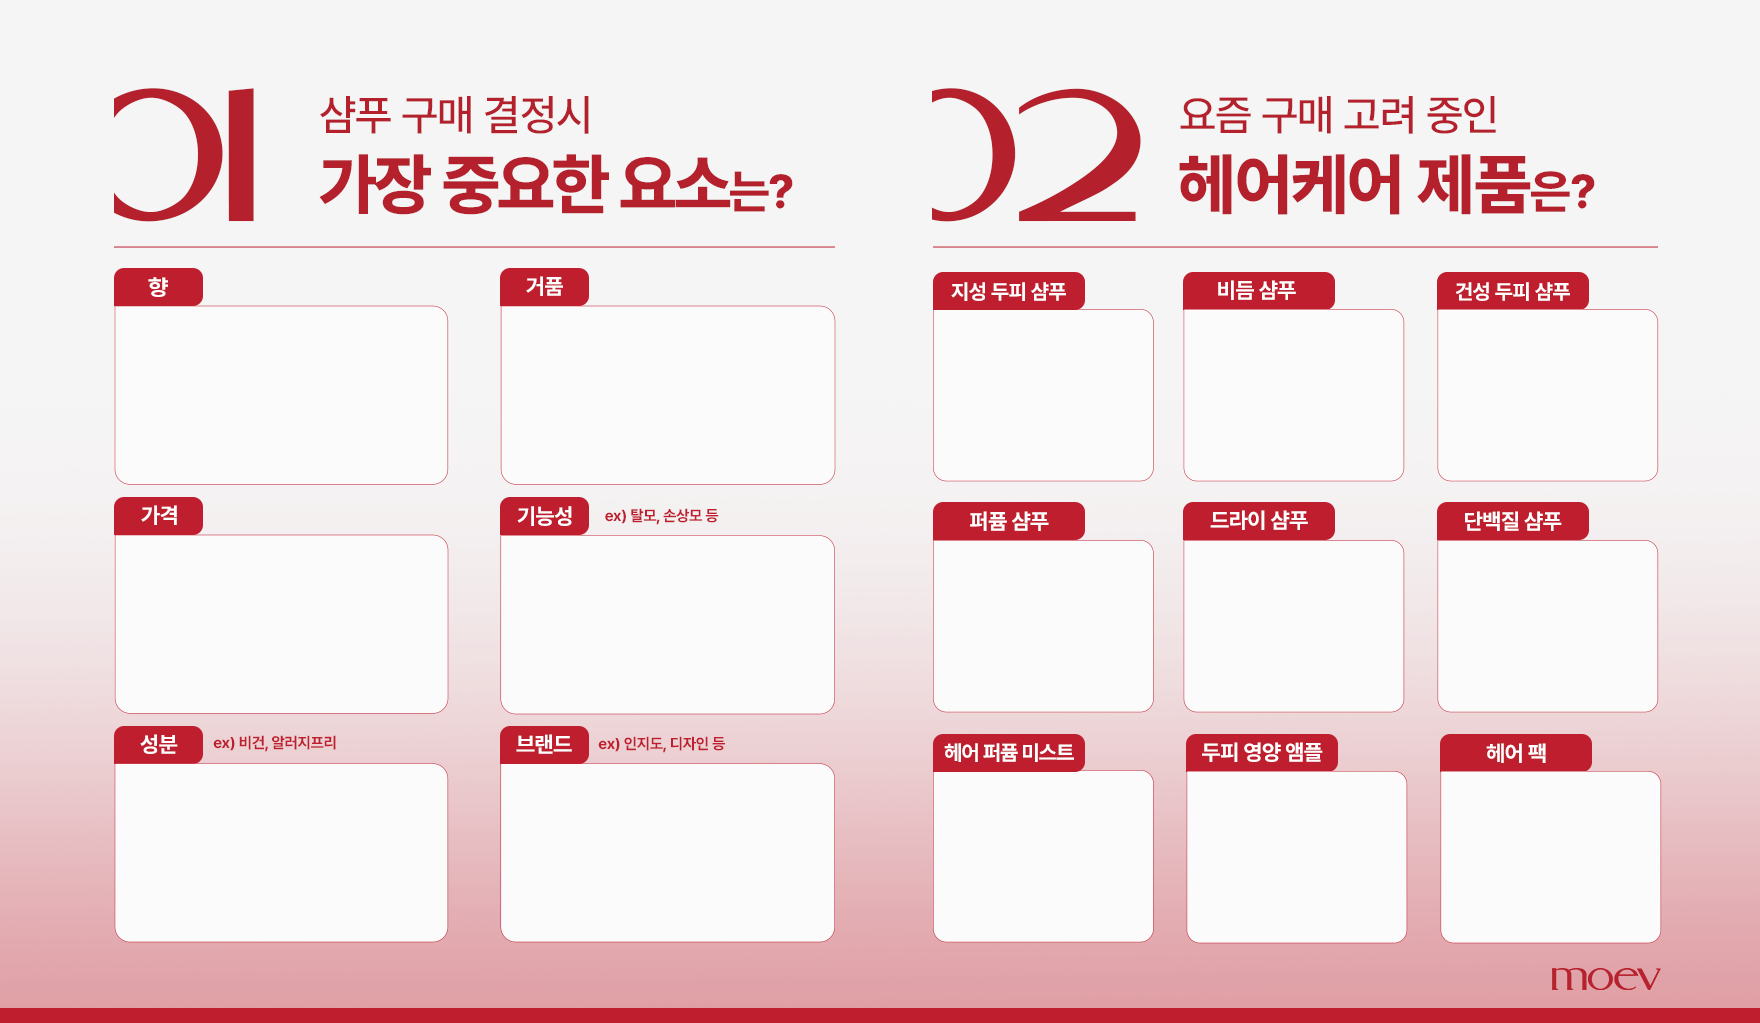 01
샴푸 구매 결정시
가장 중요한 요소는?
향
거품
가격
기능성 ex) 탈모, 손상모 등
성분 ex) 비건, 알러지프리
브랜드 ex) 인지도, 디자인 등
02
요즘 구매 고려 중인
헤어케어 제품은?
지성 두피 샴푸
비듬 샴푸
건성 두피 샴푸
퍼퓸 샴푸
드라이 샴푸
단백질 샴푸
헤어 퍼퓸 미스트
두피 영양 앰플
헤어 팩
moev